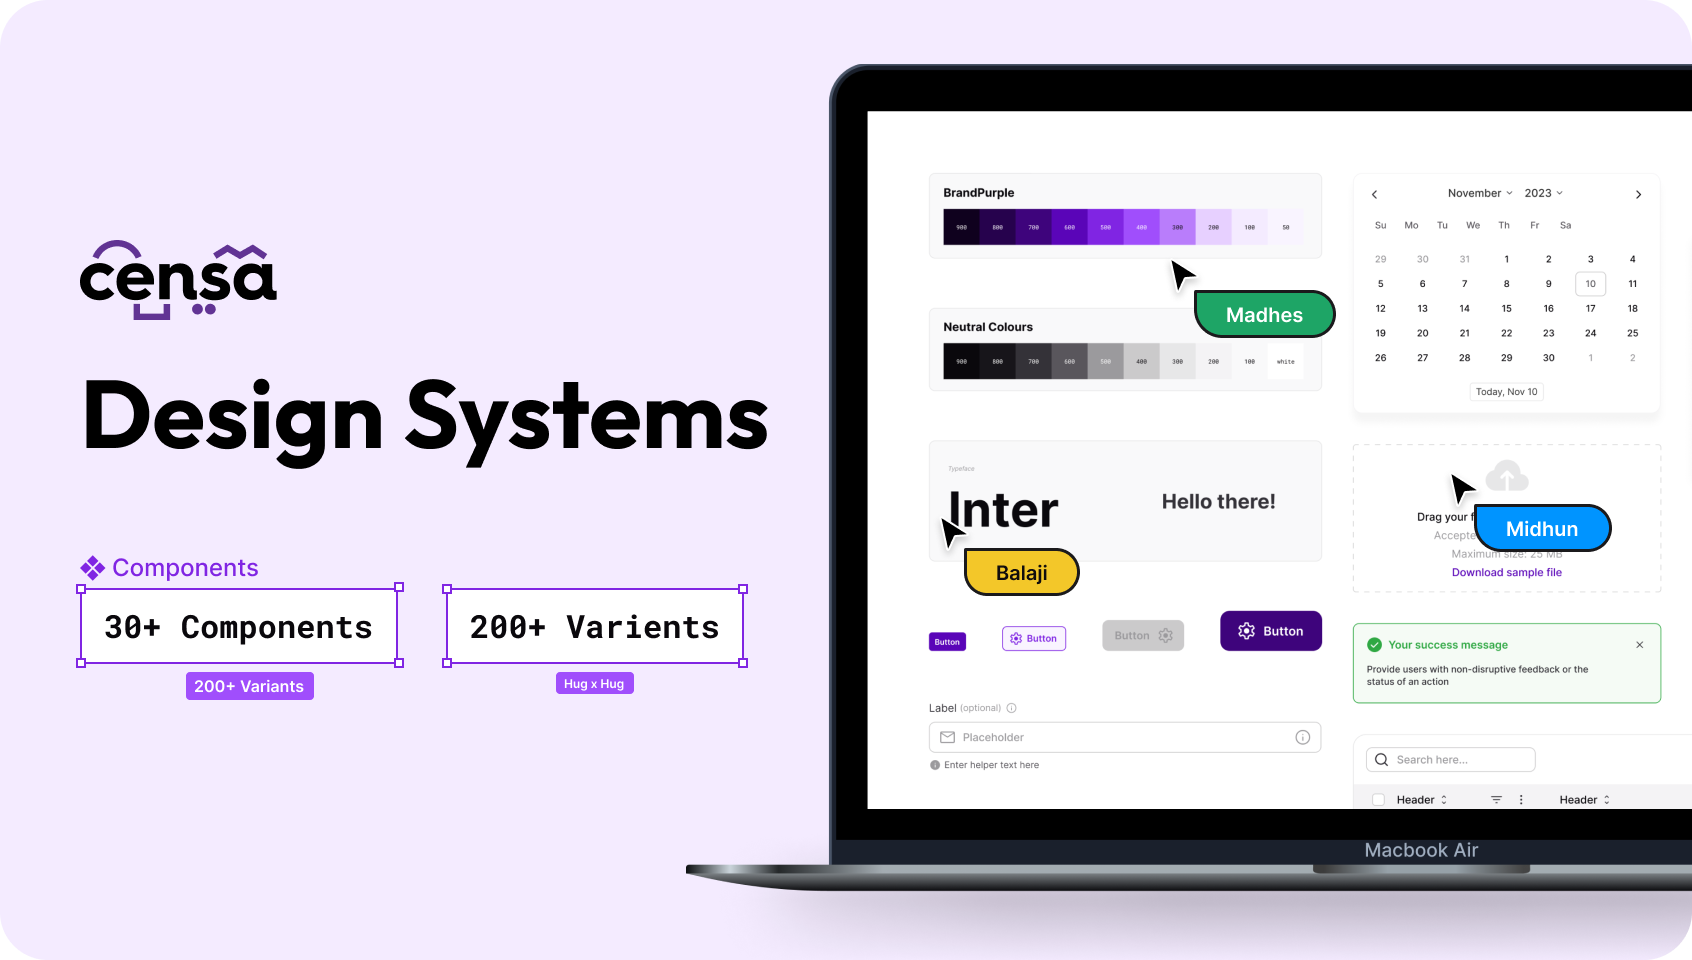 censa
Design Systems
Components
30+ Components
200+ Variants
200+ Varients
Hug x Hug
BrandPurple
900 800 700 600 500 400 300 200 100 50
Madhes
Neutral Colours
900 800 700 600 500 400 300 200 100 white
Typeface
Inter
Hello there!
Balaji
Button
Button
Button
Button
Label (optional)
Placeholder
Enter helper text here
November 2023
Su Mo Tu We Th Fr Sa
29 30 31 1 2 3 4
5 6 7 8 9 10 11
12 13 14 15 16 17 18
19 20 21 22 23 24 25
26 27 28 29 30 1 2
Today, Nov 10
Drag your
Midhun
Maximum size: 25 MB
Download sample file
Your success message
Provide users with non-disruptive feedback or the
status of an action
Search here...
Header Header
Macbook Air